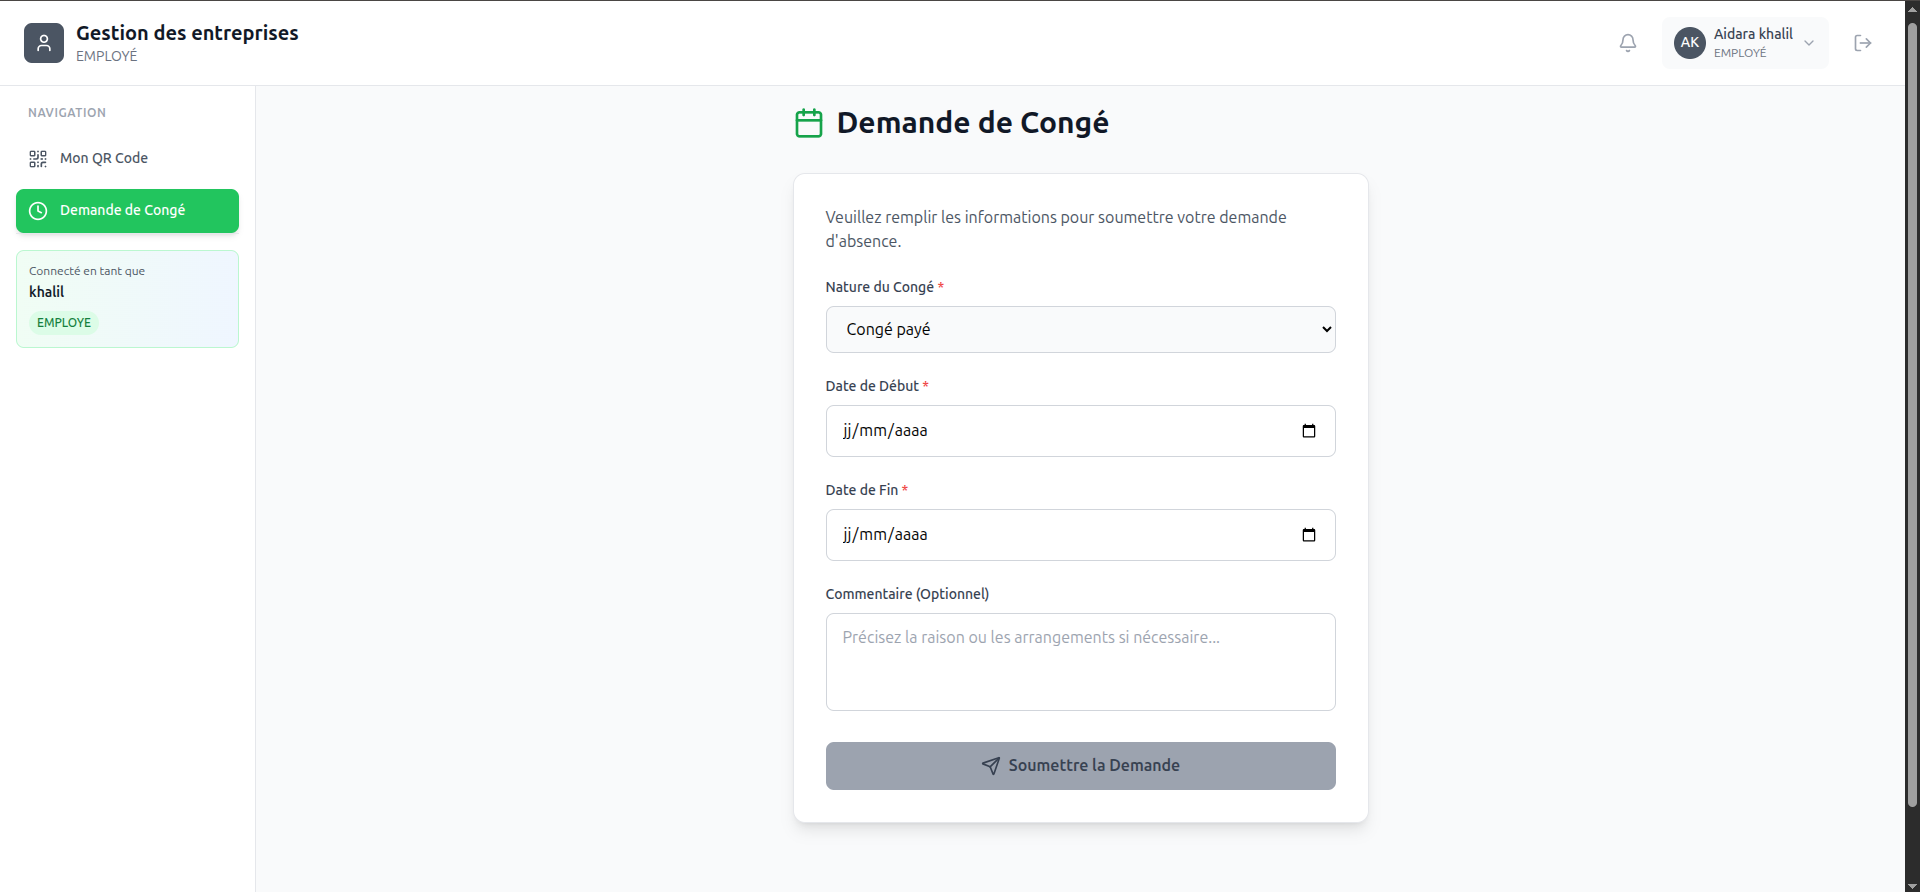 Gestion des entreprises
EMPLOYÉ
AK
Aidara khalil
EMPLOYÉ
NAVIGATION
Mon QR Code
Demande de Congé
Connecté en tant que
khalil
EMPLOYE
Demande de Congé
Veuillez remplir les informations pour soumettre votre demande
d'absence.
Nature du Congé *
Congé payé
Date de Début *
jj/mm/aaaa
Date de Fin *
jj/mm/aaaa
Commentaire (Optionnel)
Précisez la raison ou les arrangements si nécessaire...
Soumettre la Demande